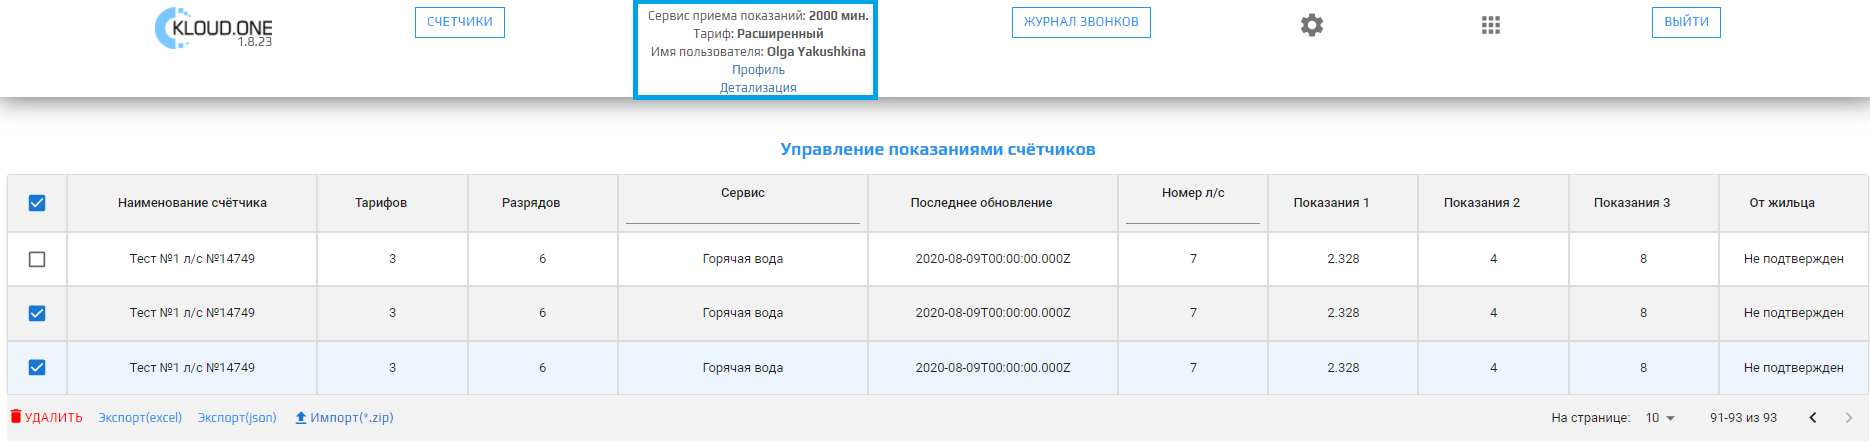 KLOUD.ONE
1.8.23
СЧЕТЧИКИ
Сервис приема показаний: 2000 мин.
Тариф: Расширенный
Имя пользователя: Olga Yakushkina
Профиль
Детализация
ЖУРНАЛ ЗВОНКОВ
ВЫЙТИ
Управление показаниями счётчиков
Наименование счётчика Тарифов Разрядов Сервис Последнее обновление Номер л/с Показания 1 Показания 2 Показания 3 От жильца
Тест №1 л/с №14749 3 6 Горячая вода 2020-08-09T00:00:00.000Z 7 2.328 4 8 Не подтвержден
Тест №1 л/с №14749 3 6 Горячая вода 2020-08-09T00:00:00.000Z 7 2.328 4 8 Не подтвержден
Тест №1 л/с №14749 3 6 Горячая вода 2020-08-09T00:00:00.000Z 7 2.328 4 8 Не подтвержден
УДАЛИТЬ Экспорт(excel) Экспорт(json) Импорт(*.zip) На странице: 10 91-93 из 93